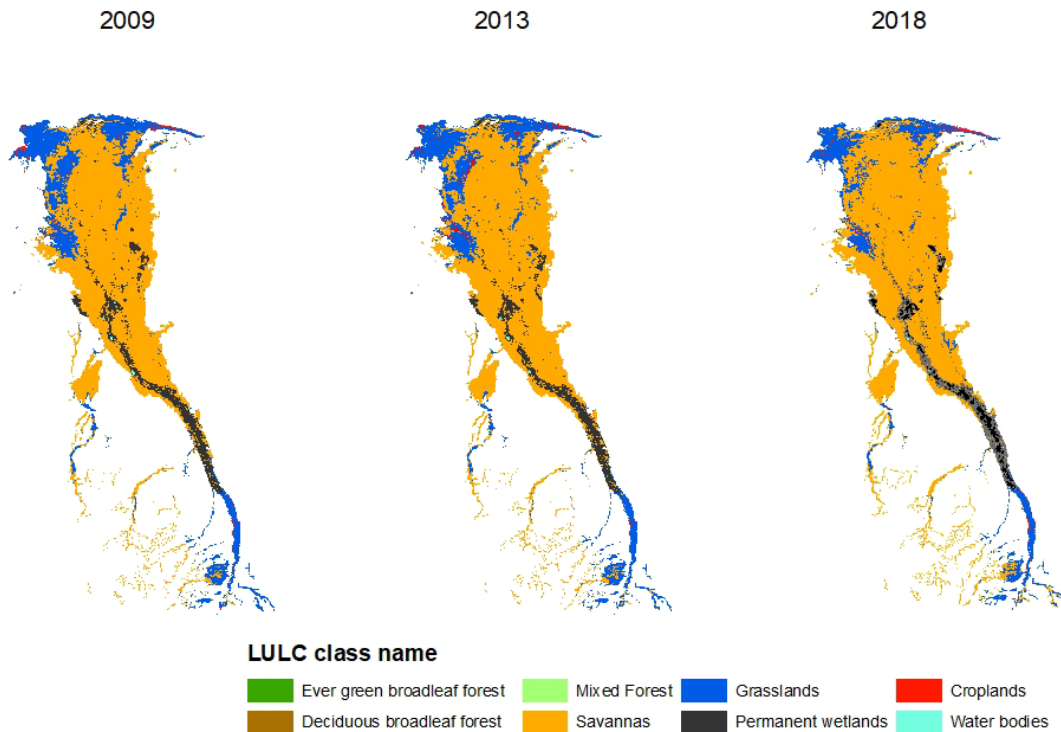 2009 2013 2018
LULC class name
Ever green broadleaf forest Mixed Forest Grasslands Croplands
Deciduous broadleaf forest Savannas Permanent wetlands Water bodies